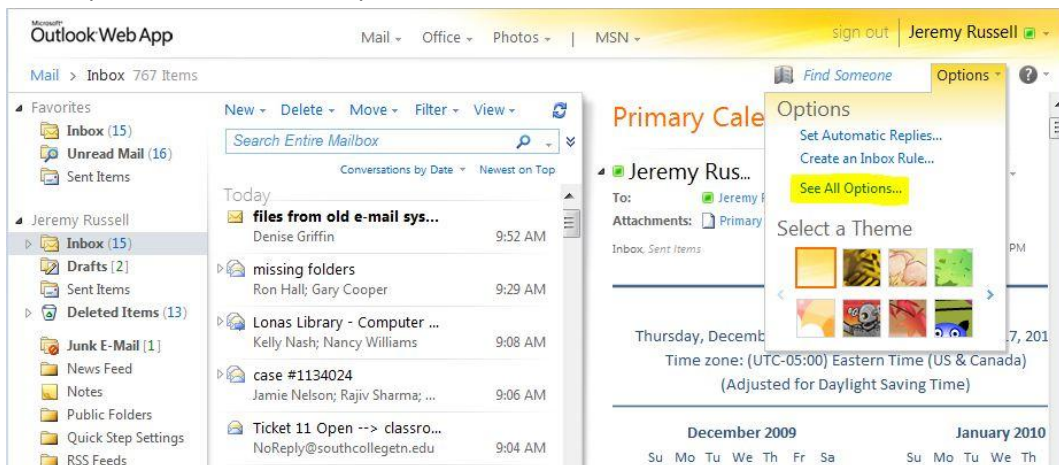 Microsoft®
Outlook Web App
Mail
Office
Photos
|
MSN
sign out
Jeremy Russell
Mail > Inbox 767 Items
Find Someone
Options
Favorites
Inbox (15)
Unread Mail (16)
Sent Items
Jeremy Russell
Inbox (15)
Drafts [2]
Sent Items
Deleted Items (13)
Junk E-Mail [1]
News Feed
Notes
Public Folders
Quick Step Settings
RSS Feeds
New Delete Move Filter View
Search Entire Mailbox
Conversations by Date Newest on Top
Today
files from old e-mail sys...
Denise Griffin 9:52 AM
missing folders
Ron Hall; Gary Cooper 9:29 AM
Lonas Library - Computer ...
Kelly Nash; Nancy Williams 9:08 AM
case #1134024
Jamie Nelson; Rajiv Sharma; ... 9:06 AM
Ticket 11 Open --> classro...
NoReply@southcollegetn.edu 9:04 AM
Primary Cale
Jeremy Rus...
To: Jeremy
Attachments: Primary
Inbox, Sent Items
PM
Options
Set Automatic Replies...
Create an Inbox Rule...
See All Options...
Select a Theme
Thursday, Decemb 7, 201
Time zone: (UTC-05:00) Eastern Time (US & Canada)
(Adjusted for Daylight Saving Time)
December 2009
Su Mo Tu We Th Fr Sa
January 2010
Su Mo Tu We Th